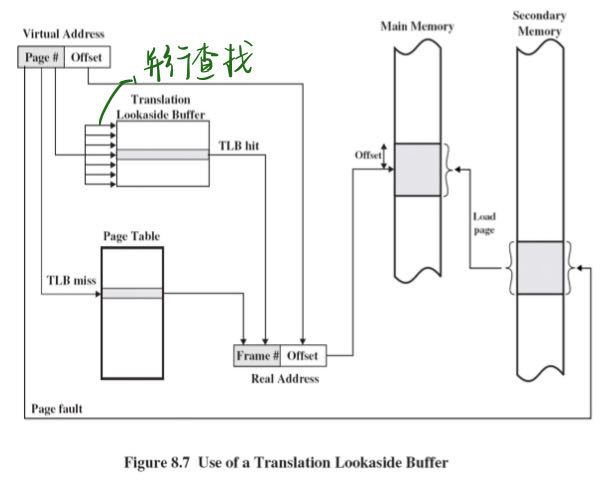 Virtual Address
Page #
Offset
并行查找
Translation
Lookaside Buffer
TLB hit
Page Table
TLB miss
Frame #
Offset
Real Address
Page fault
Main Memory
Offset
Secondary
Memory
Load
page
Figure 8.7 Use of a Translation Lookaside Buffer